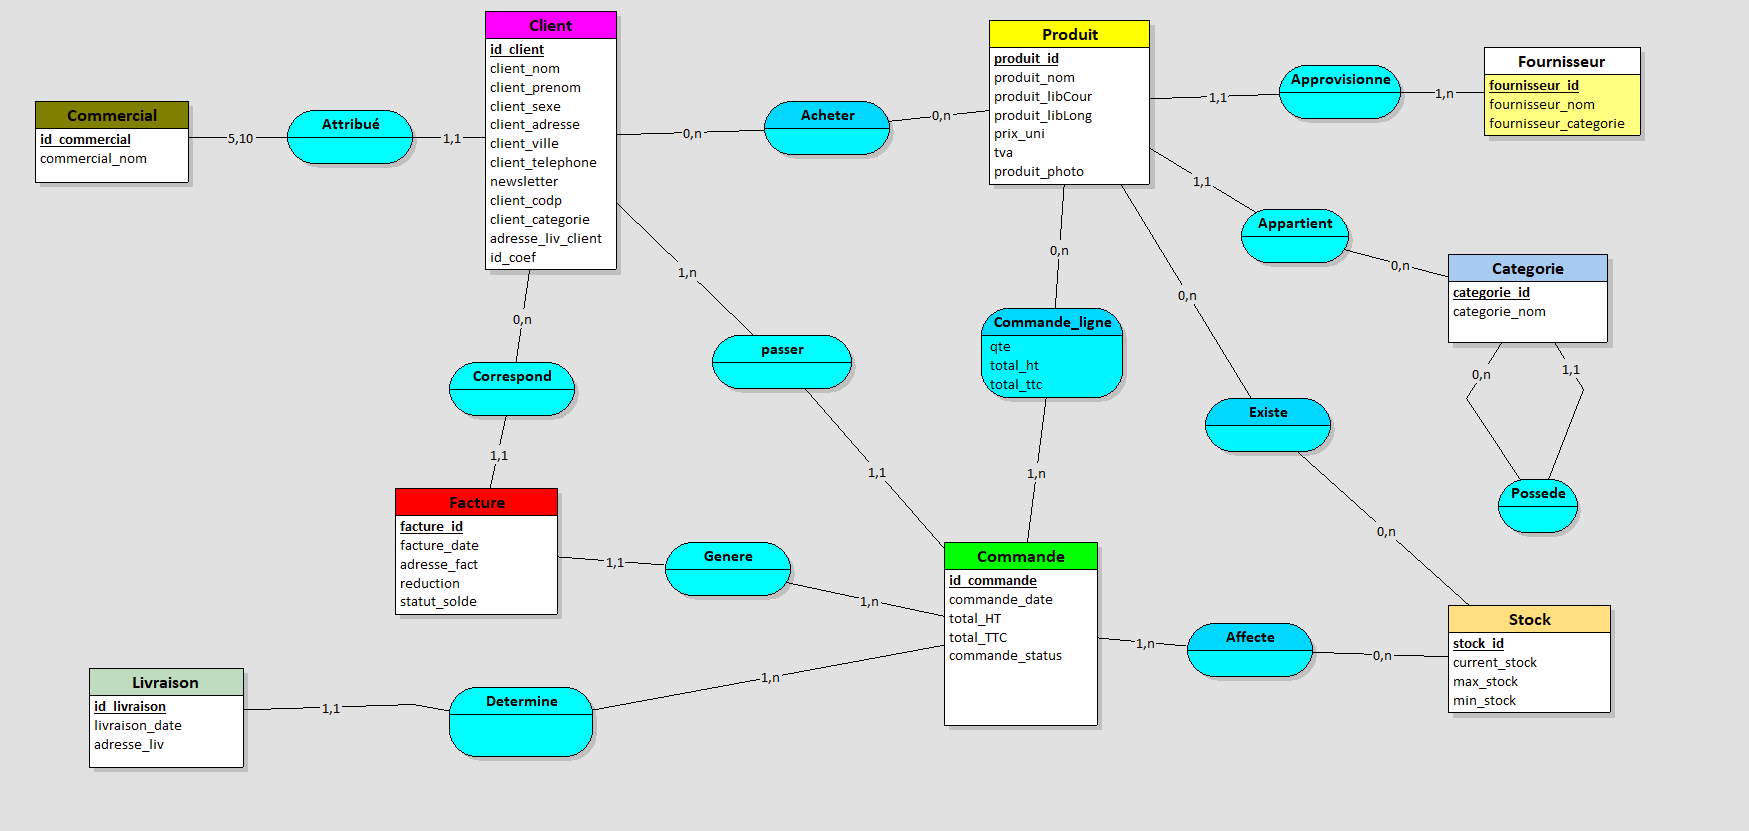 Client
id_client
client_nom
client_prenom
client_sexe
client_adresse
client_ville
client_telephone
newsletter
client_codp
client_categorie
adresse_liv_client
id_coef
Produit
produit_id
produit_nom
produit_libCour
produit_libLong
prix_uni
tva
produit_photo
Fournisseur
fournisseur_id
fournisseur_nom
fournisseur_categorie
Commercial
id_commercial
commercial_nom
5,10
Attribué
1,1
0,n
Acheter
0,n
1,1
Approvisionne
1,n
1,1
Appartient
0,n
Categorie
categorie_id
categorie_nom
0,n
1,1
Possede
0,n
Commande_ligne
qte
total_ht
total_ttc
1,n
0,n
Existe
0,n
1,n
passer
1,1
0,n
Correspond
1,1
Facture
facture_id
facture_date
adresse_fact
reduction
statut_solde
1,1
Genere
1,n
Commande
id_commande
commande_date
total_HT
total_TTC
commande_status
1,n
Affecte
0,n
Stock
stock_id
current_stock
max_stock
min_stock
Livraison
id_livraison
livraison_date
adresse_liv
1,1
Determine
1,n